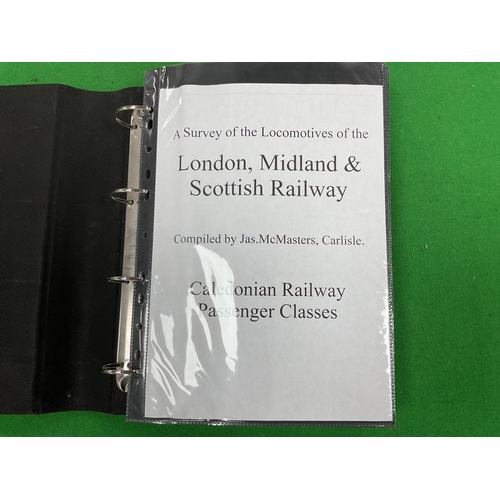 A Survey of the Locomotives of the
London, Midland &
Scottish Railway
Compiled by Jas.McMasters, Carlisle.
Caledonian Railway
Passenger Classes